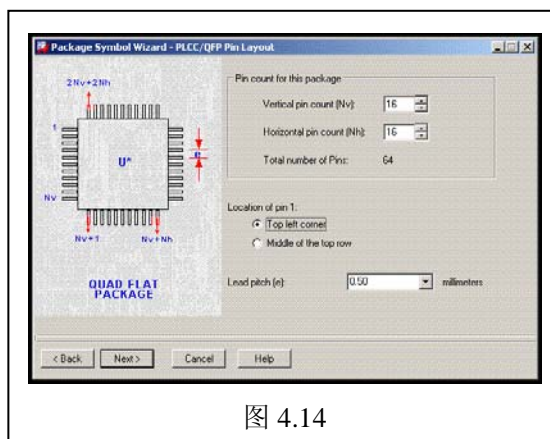 Package Symbol Wizard - PLCC/QFP Pin Layout
2Nv+2Nh
1
U*
e
Nv
Nv+1
Nv+Nh
QUAD FLAT
PACKAGE
Pin count for this package
Vertical pin count (Nv): 16
Horizontal pin count (Nh): 16
Total number of Pins: 64
Location of pin 1:
Top left corner
Middle of the top row
Lead pitch (e): 0.50 millimeters
< Back Next > Cancel Help
图 4.14